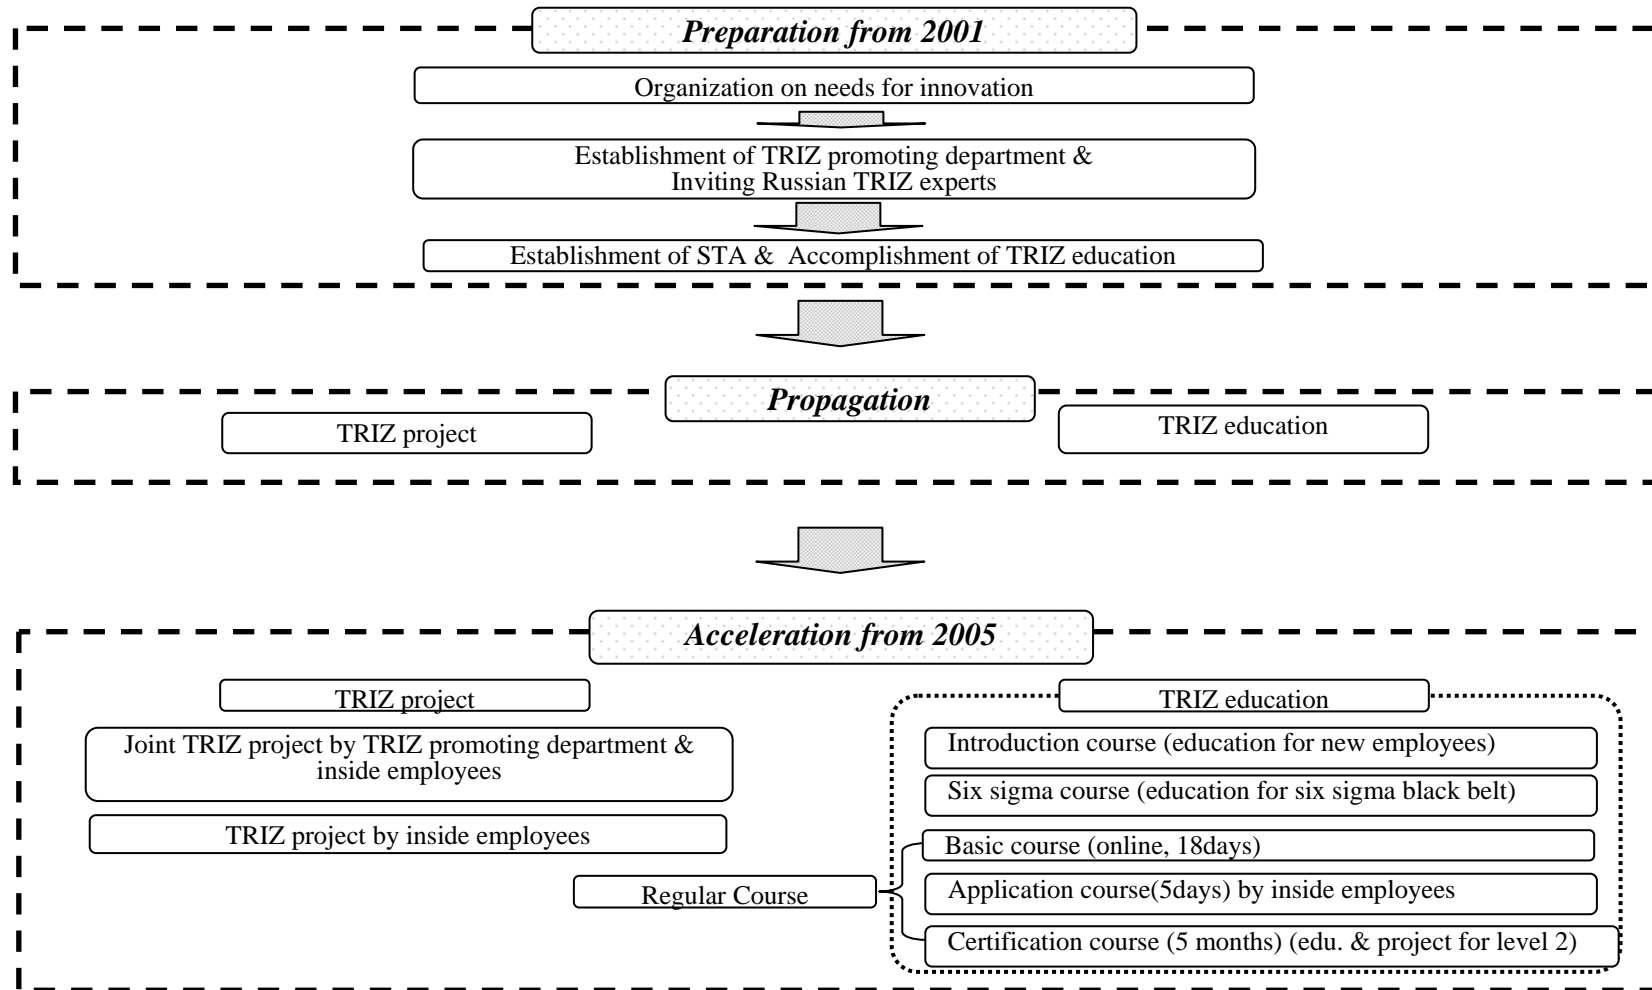 Preparation from 2001
Organization on needs for innovation
Establishment of TRIZ promoting department &
Inviting Russian TRIZ experts
Establishment of STA & Accomplishment of TRIZ education
Propagation
TRIZ project
TRIZ education
Acceleration from 2005
TRIZ project
Joint TRIZ project by TRIZ promoting department &
inside employees
TRIZ project by inside employees
TRIZ education
Introduction course (education for new employees)
Six sigma course (education for six sigma black belt)
Regular Course
Basic course (online, 18days)
Application course(5days) by inside employees
Certification course (5 months) (edu. & project for level 2)